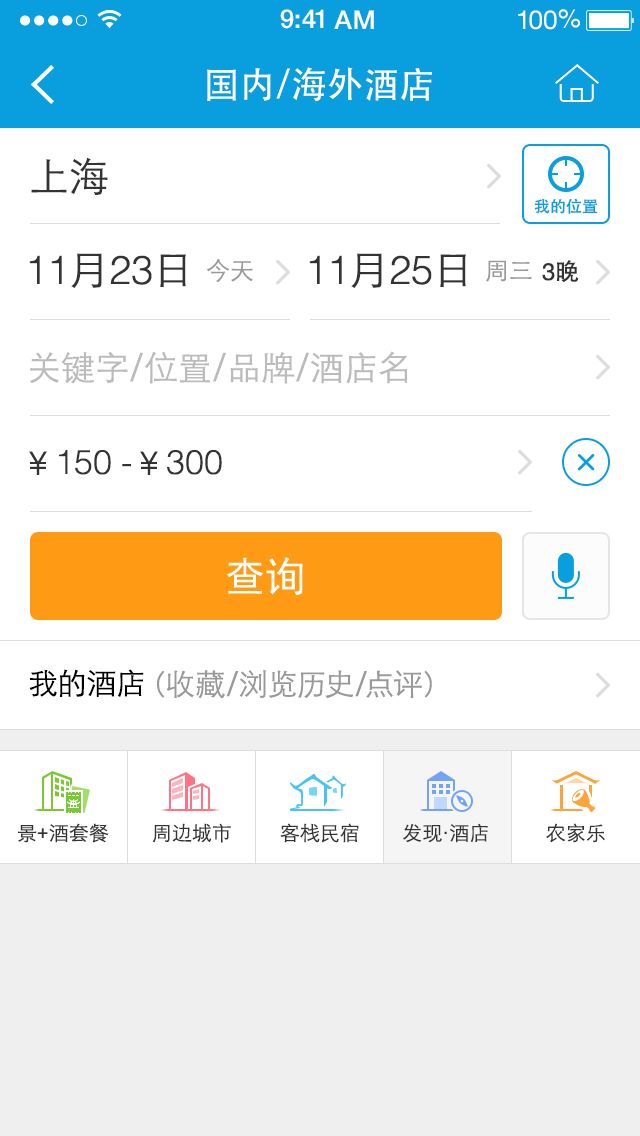 9:41 AM 100%
国内/海外酒店
上海
我的位置
11月23日 今天 11月25日 周三 3晚
关键字/位置/品牌/酒店名
¥ 150 - ¥ 300
查询
我的酒店 (收藏/浏览历史/点评)
景+酒套餐 周边城市 客栈民宿 发现·酒店 农家乐